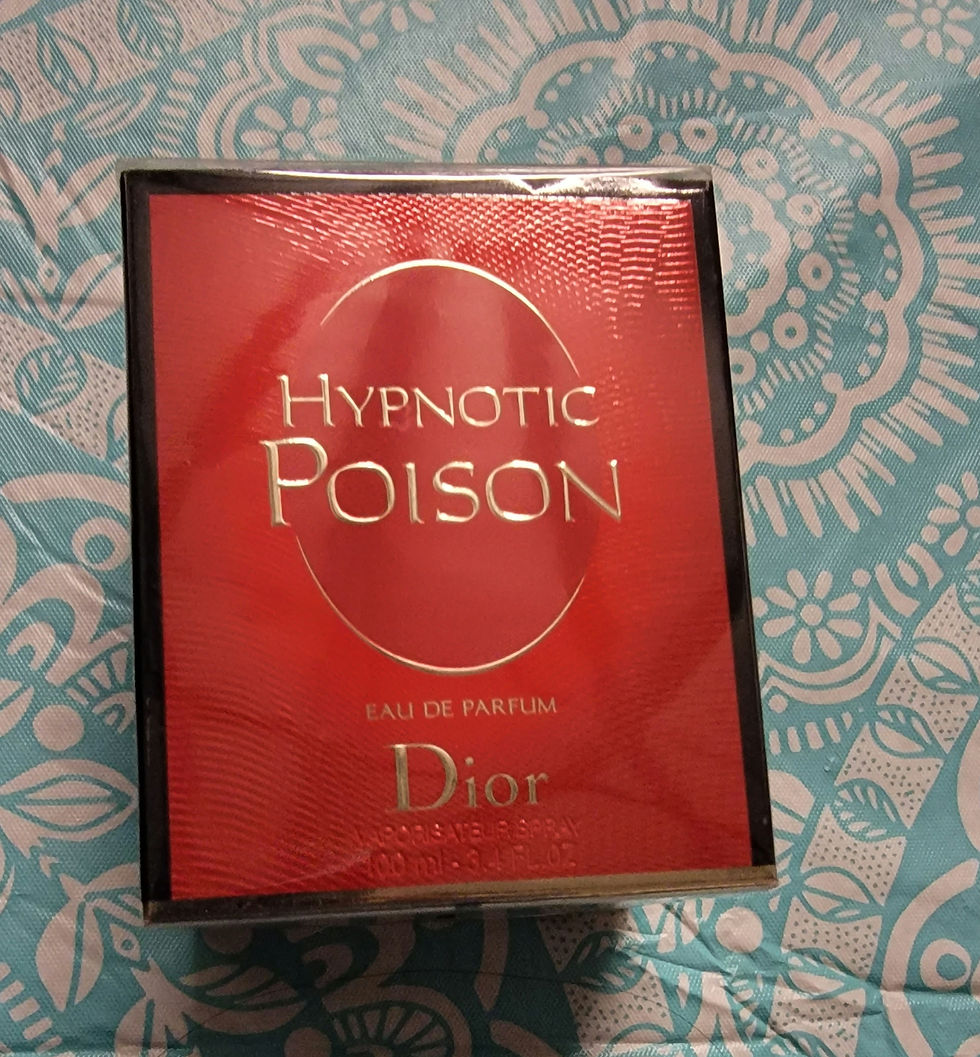 HYPNOTIC
POISON
EAU DE PARFUM
Dior
VAPORISATEUR SPRAY
100 ml - 3.4 FL.OZ